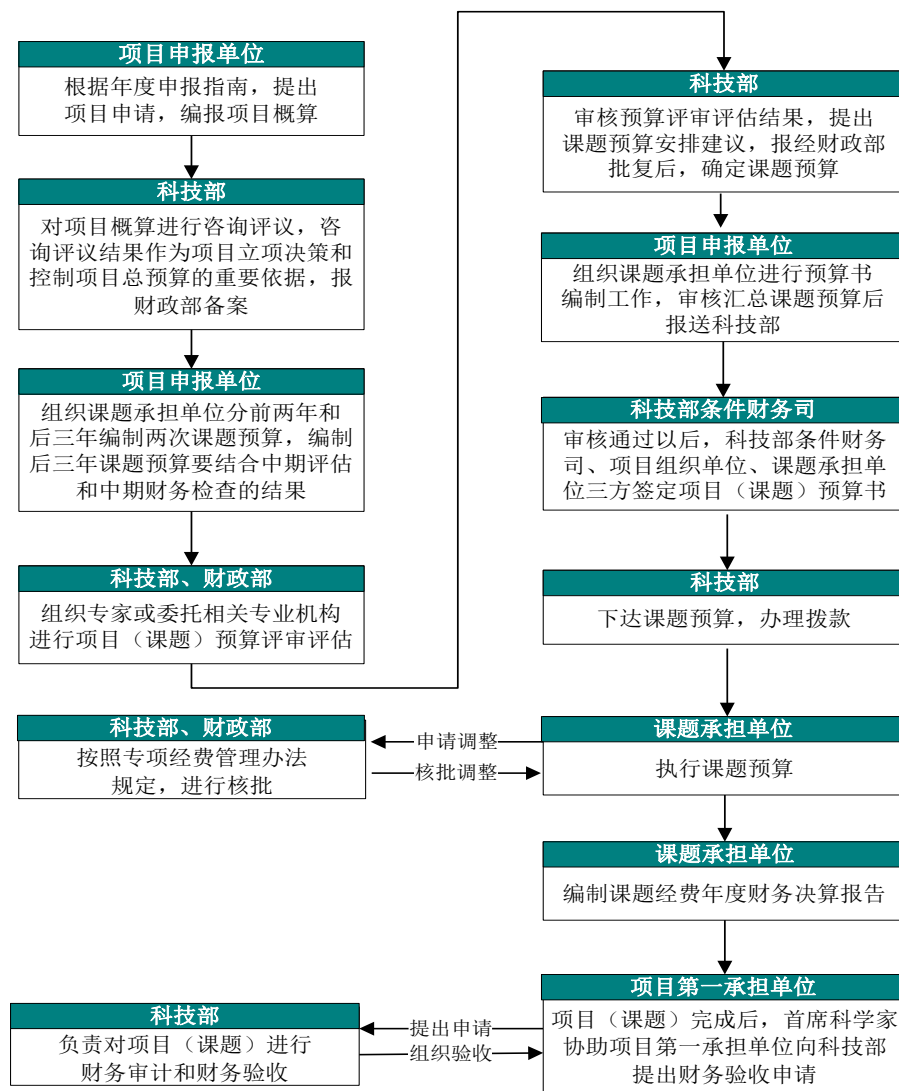 项目申报单位
根据年度申报指南，提出
项目申请，编报项目概算
科技部
对项目概算进行咨询评议，咨
询评议结果作为项目立项决策和
控制项目总预算的重要依据，报
财政部备案
项目申报单位
组织课题承担单位分前两年和
后三年编制两次课题预算，编制
后三年课题预算要结合中期评估
和中期财务检查的结果
科技部、财政部
组织专家或委托相关专业机构
进行项目（课题）预算评审评估
科技部
审核预算评审评估结果，提出
课题预算安排建议，报经财政部
批复后，确定课题预算
项目申报单位
组织课题承担单位进行预算书
编制工作，审核汇总课题预算后
报送科技部
科技部条件财务司
审核通过以后，科技部条件财务
司、项目组织单位、课题承担单
位三方签定项目（课题）预算书
科技部
下达课题预算，办理拨款
课题承担单位
执行课题预算
申请调整
核批调整
科技部、财政部
按照专项经费管理办法
规定，进行核批
课题承担单位
编制课题经费年度财务决算报告
项目第一承担单位
项目（课题）完成后，首席科学家
协助项目第一承担单位向科技部
提出财务验收申请
提出申请
组织验收
科技部
负责对项目（课题）进行
财务审计和财务验收